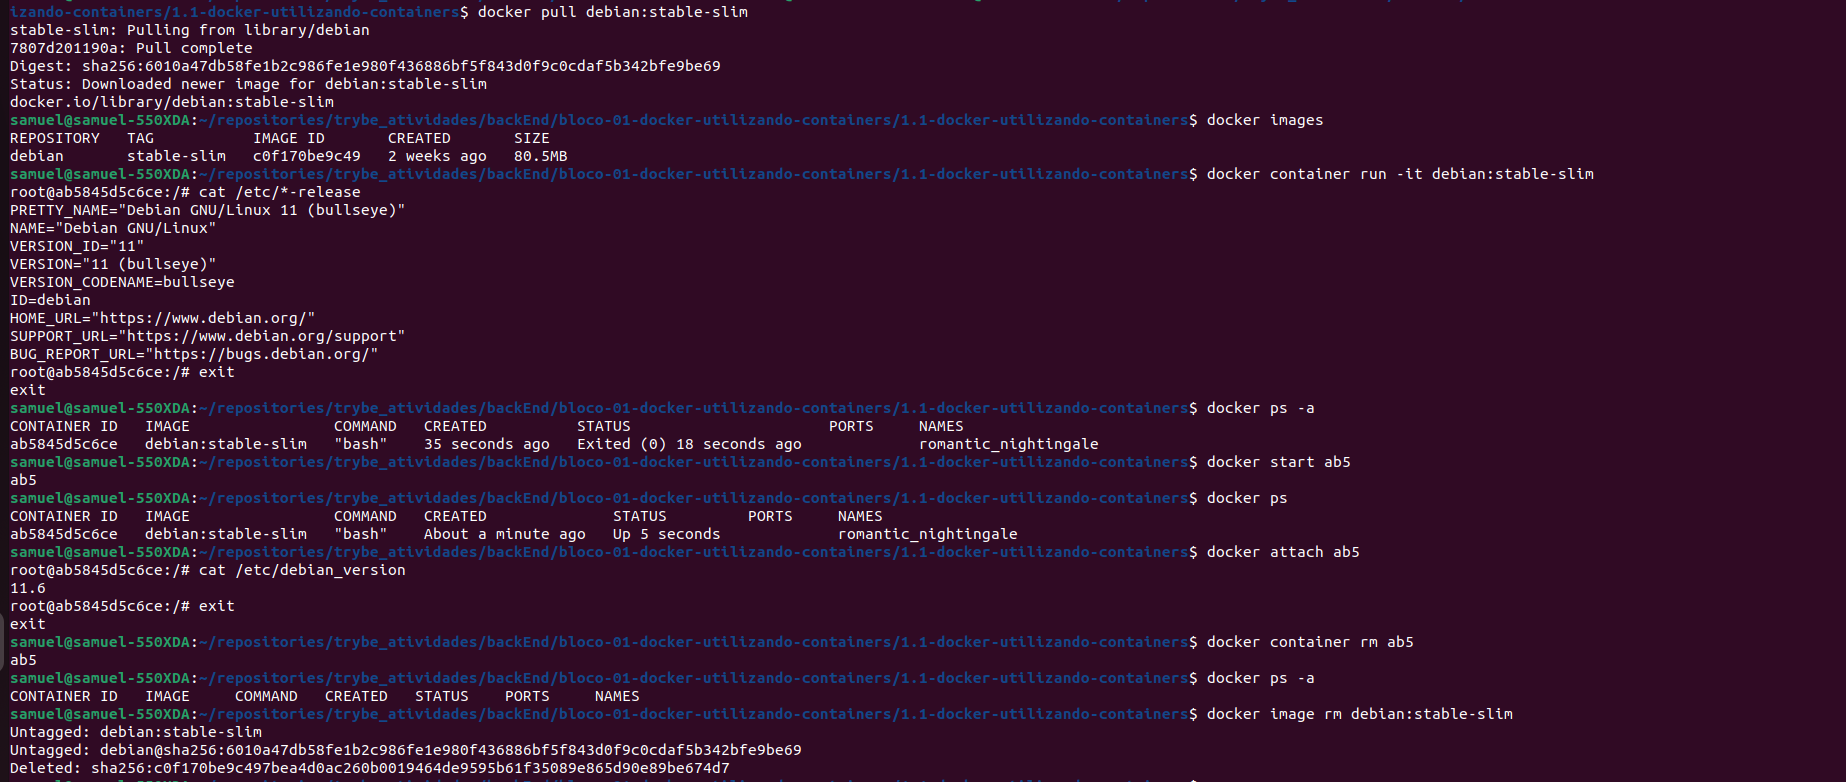 izando-containers/1.1-docker-utilizando-containers$ docker pull debian:stable-slim
stable-slim: Pulling from library/debian
7807d201190a: Pull complete
Digest: sha256:6010a47db58fe1b2c986fe1e980f436886bf5f843d0f9c0cdaf5b342bfe9be69
Status: Downloaded newer image for debian:stable-slim
docker.io/library/debian:stable-slim
samuel@samuel-550XDA:~/repositories/trybe_atividades/backEnd/bloco-01-docker-utilizando-containers/1.1-docker-utilizando-containers$ docker images
REPOSITORY   TAG           IMAGE ID       CREATED       SIZE
debian       stable-slim   c0f170be9c49   2 weeks ago   80.5MB
samuel@samuel-550XDA:~/repositories/trybe_atividades/backEnd/bloco-01-docker-utilizando-containers/1.1-docker-utilizando-containers$ docker container run -it debian:stable-slim
root@ab5845d5c6ce:/# cat /etc/*-release
PRETTY_NAME="Debian GNU/Linux 11 (bullseye)"
NAME="Debian GNU/Linux"
VERSION_ID="11"
VERSION="11 (bullseye)"
VERSION_CODENAME=bullseye
ID=debian
HOME_URL="https://www.debian.org/"
SUPPORT_URL="https://www.debian.org/support"
BUG_REPORT_URL="https://bugs.debian.org/"
root@ab5845d5c6ce:/# exit
exit
samuel@samuel-550XDA:~/repositories/trybe_atividades/backEnd/bloco-01-docker-utilizando-containers/1.1-docker-utilizando-containers$ docker ps -a
CONTAINER ID   IMAGE                COMMAND   CREATED          STATUS                      PORTS     NAMES
ab5845d5c6ce   debian:stable-slim   "bash"    35 seconds ago   Exited (0) 18 seconds ago             romantic_nightingale
samuel@samuel-550XDA:~/repositories/trybe_atividades/backEnd/bloco-01-docker-utilizando-containers/1.1-docker-utilizando-containers$ docker start ab5
ab5
samuel@samuel-550XDA:~/repositories/trybe_atividades/backEnd/bloco-01-docker-utilizando-containers/1.1-docker-utilizando-containers$ docker ps
CONTAINER ID   IMAGE                COMMAND   CREATED              STATUS         PORTS     NAMES
ab5845d5c6ce   debian:stable-slim   "bash"    About a minute ago   Up 5 seconds             romantic_nightingale
samuel@samuel-550XDA:~/repositories/trybe_atividades/backEnd/bloco-01-docker-utilizando-containers/1.1-docker-utilizando-containers$ docker attach ab5
root@ab5845d5c6ce:/# cat /etc/debian_version
11.6
root@ab5845d5c6ce:/# exit
exit
samuel@samuel-550XDA:~/repositories/trybe_atividades/backEnd/bloco-01-docker-utilizando-containers/1.1-docker-utilizando-containers$ docker container rm ab5
ab5
samuel@samuel-550XDA:~/repositories/trybe_atividades/backEnd/bloco-01-docker-utilizando-containers/1.1-docker-utilizando-containers$ docker ps -a
CONTAINER ID   IMAGE     COMMAND   CREATED   STATUS    PORTS     NAMES
samuel@samuel-550XDA:~/repositories/trybe_atividades/backEnd/bloco-01-docker-utilizando-containers/1.1-docker-utilizando-containers$ docker image rm debian:stable-slim
Untagged: debian:stable-slim
Untagged: debian@sha256:6010a47db58fe1b2c986fe1e980f436886bf5f843d0f9c0cdaf5b342bfe9be69
Deleted: sha256:c0f170be9c497bea4d0ac260b0019464de9595b61f35089e865d90e89be674d7